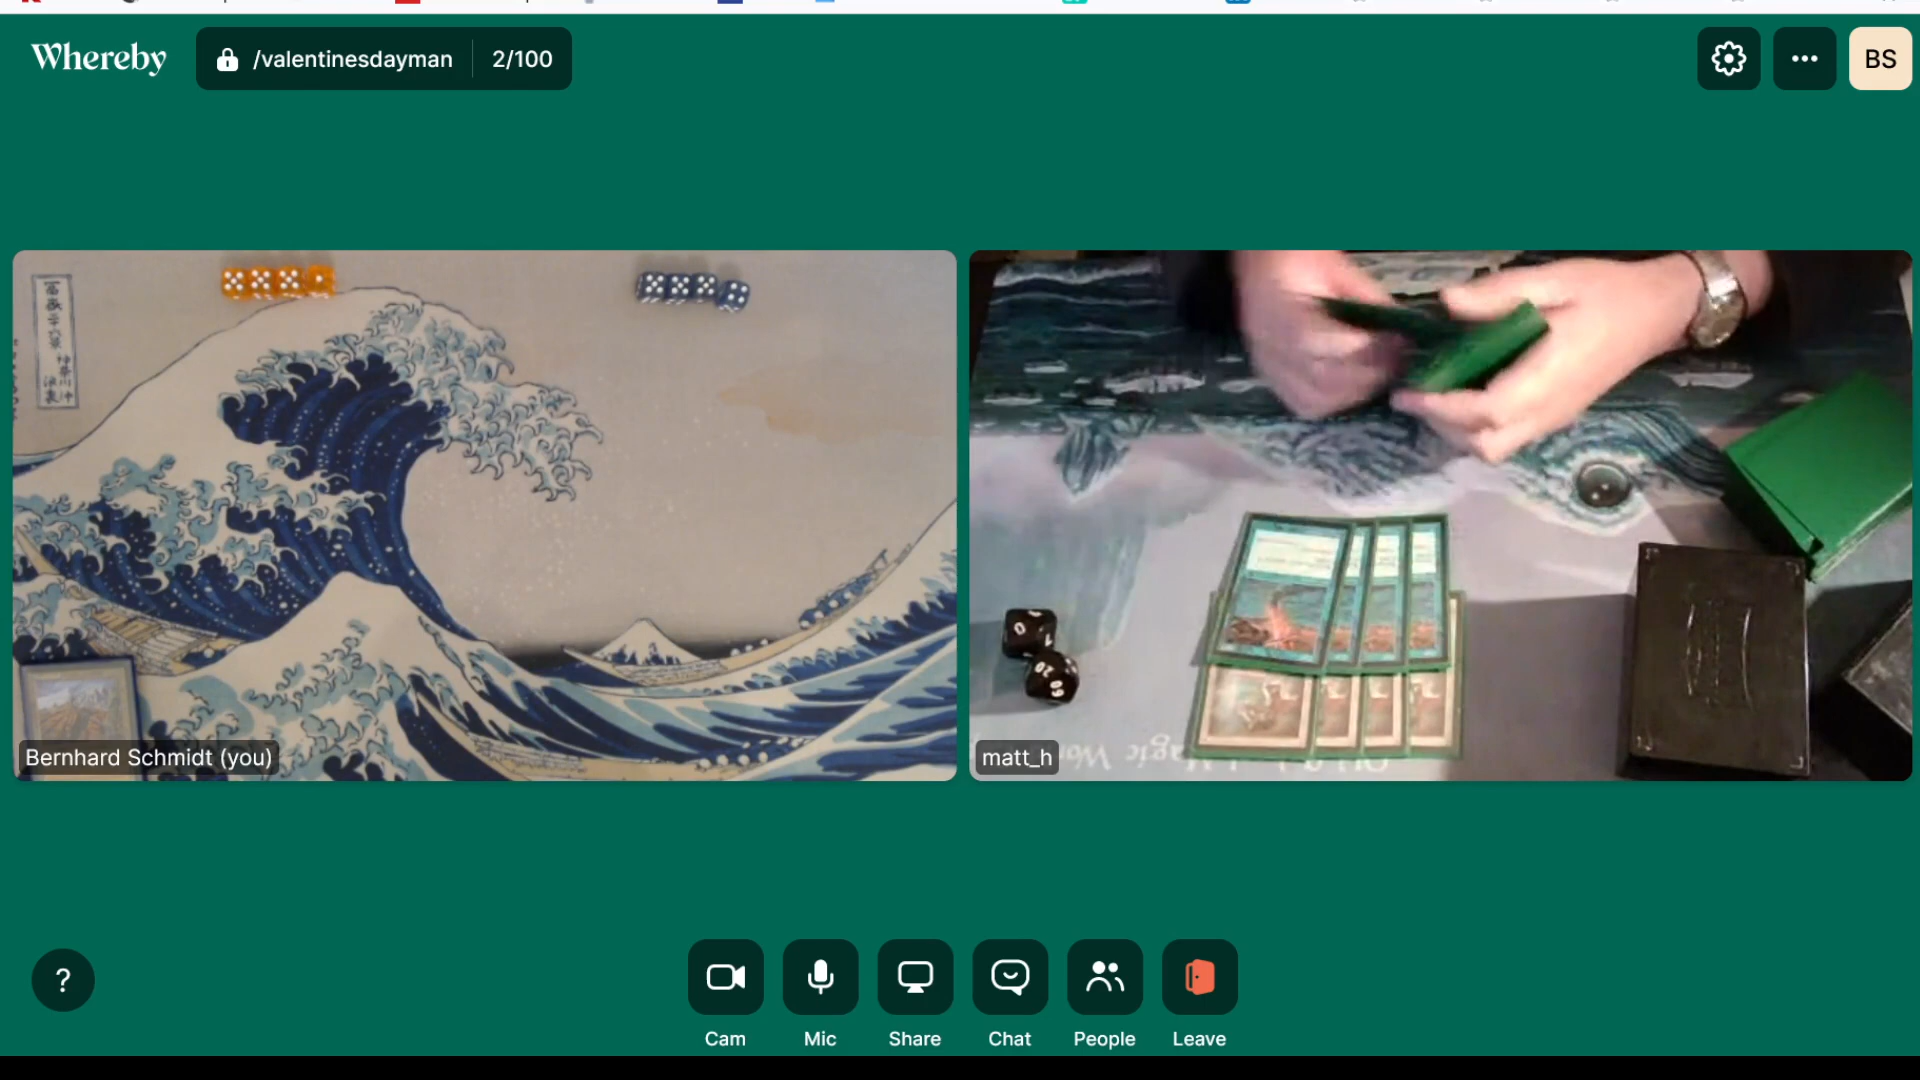 Whereby
/valentinesdayman
2/100
BS
Bernhard Schmidt (you)
matt_h
?
Cam
Mic
Share
Chat
People
Leave